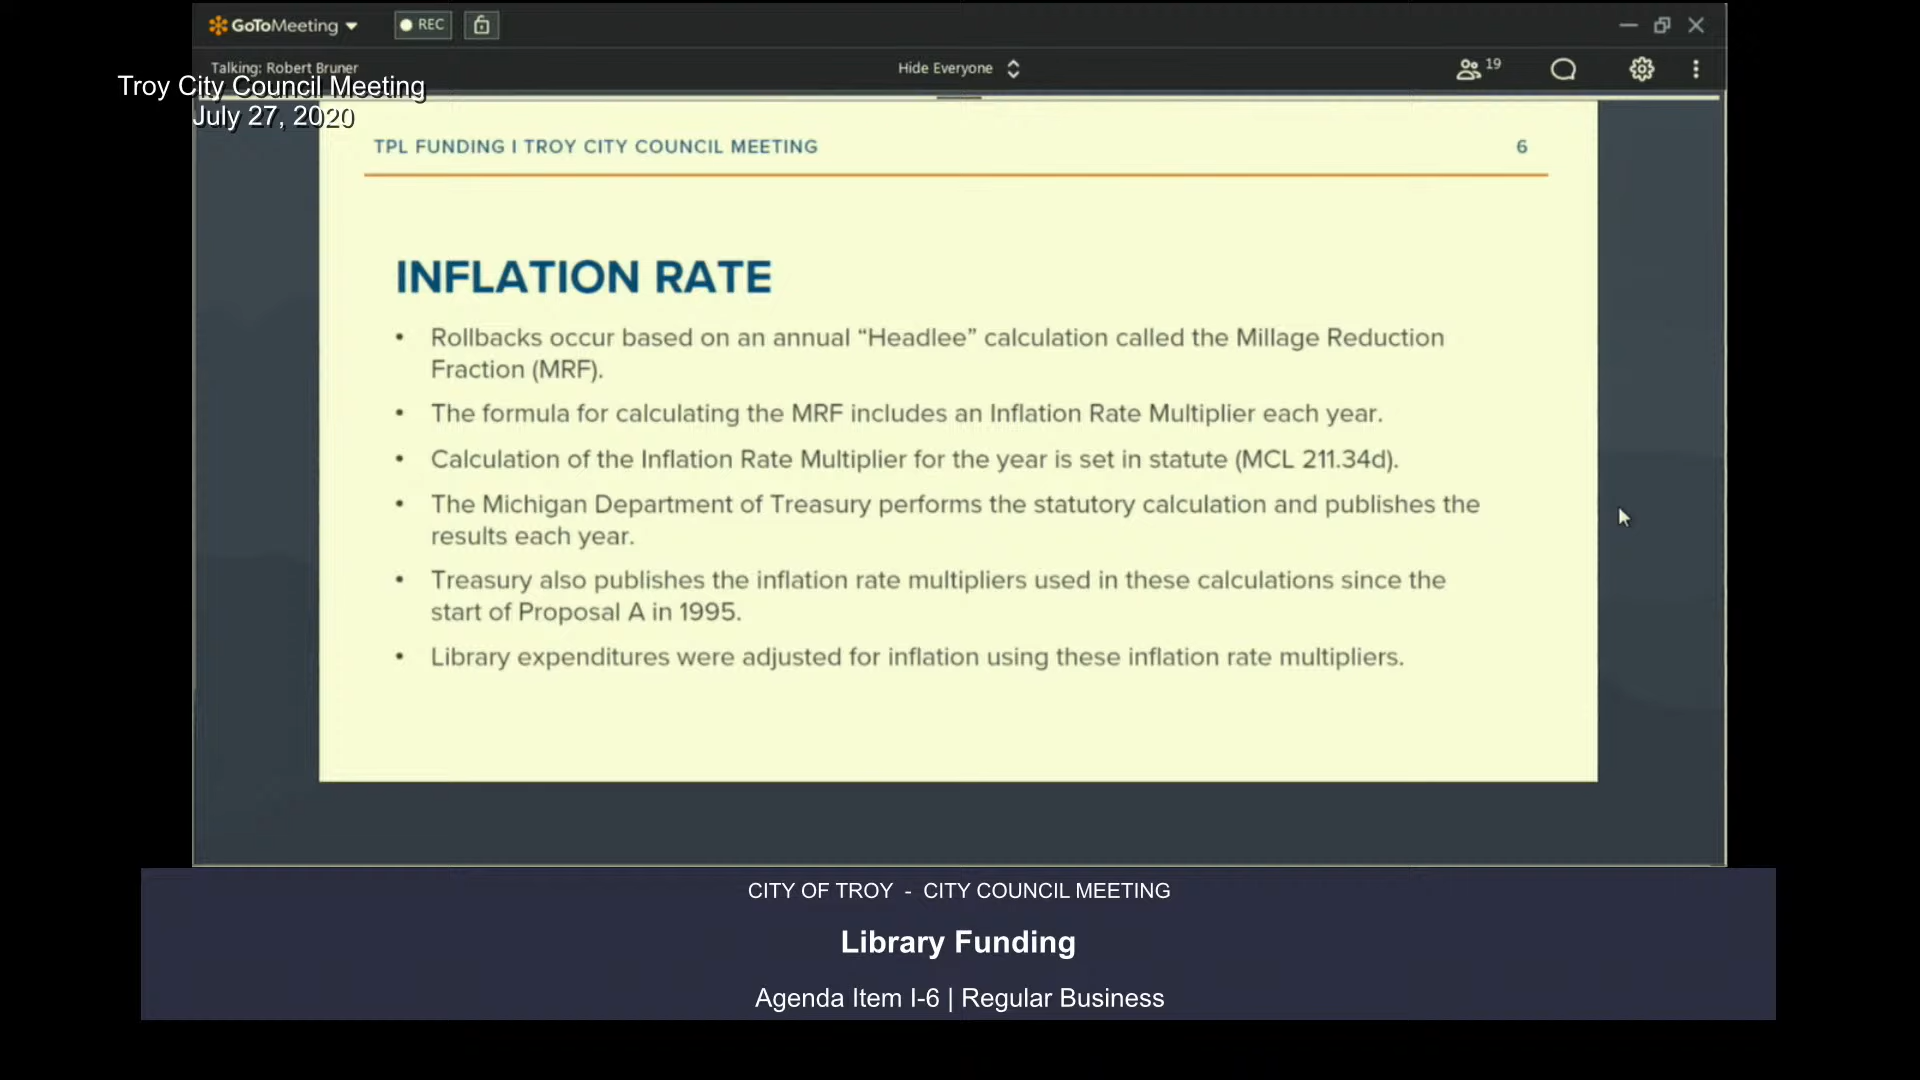 GoToMeeting
REC
Talking: Robert Bruner
Hide Everyone
19
Troy City Council Meeting
July 27, 2020
TPL FUNDING I TROY CITY COUNCIL MEETING
6
INFLATION RATE
• Rollbacks occur based on an annual “Headlee” calculation called the Millage Reduction
Fraction (MRF).
• The formula for calculating the MRF includes an Inflation Rate Multiplier each year.
• Calculation of the Inflation Rate Multiplier for the year is set in statute (MCL 211.34d).
• The Michigan Department of Treasury performs the statutory calculation and publishes the
results each year.
• Treasury also publishes the inflation rate multipliers used in these calculations since the
start of Proposal A in 1995.
• Library expenditures were adjusted for inflation using these inflation rate multipliers.
CITY OF TROY - CITY COUNCIL MEETING
Library Funding
Agenda Item I-6 | Regular Business